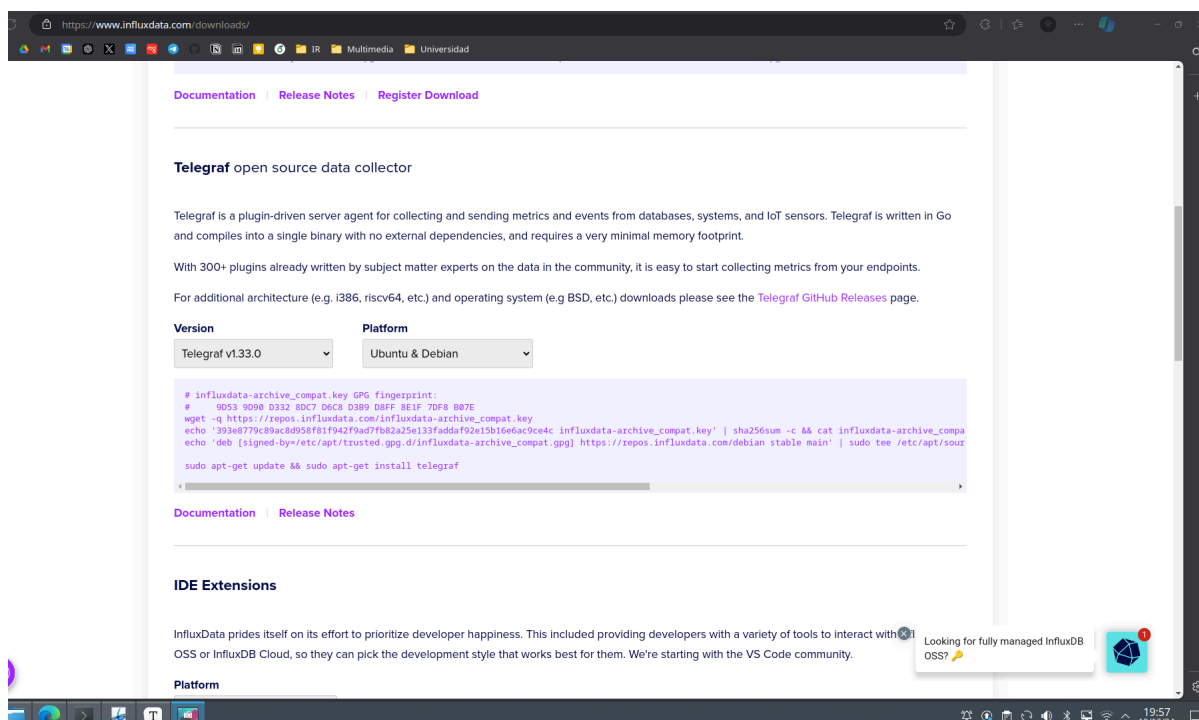 https://www.influxdata.com/downloads/
IR
Multimedia
Universidad
Documentation | Release Notes | Register Download
Telegraf open source data collector
Telegraf is a plugin-driven server agent for collecting and sending metrics and events from databases, systems, and IoT sensors. Telegraf is written in Go
and compiles into a single binary with no external dependencies, and requires a very minimal memory footprint.
With 300+ plugins already written by subject matter experts on the data in the community, it is easy to start collecting metrics from your endpoints.
For additional architecture (e.g. i386, riscv64, etc.) and operating system (e.g BSD, etc.) downloads please see the Telegraf GitHub Releases page.
Version Platform
Telegraf v1.33.0 Ubuntu & Debian
# influxdata-archive_compat.key GPG fingerprint:
# 9D53 9D90 D332 8DC7 D6C8 D3B9 D8FF 8E1F 7DF8 B07E
wget -q https://repos.influxdata.com/influxdata-archive_compat.key
echo '393e8779c89ac8d958f81f942f9ad7fb82a25e133faddaf92e15b16e6ac9ce4c influxdata-archive_compat.key' | sha256sum -c && cat influxdata-archive_compa
echo 'deb [signed-by=/etc/apt/trusted.gpg.d/influxdata-archive_compat.gpg] https://repos.influxdata.com/debian stable main' | sudo tee /etc/apt/sour
sudo apt-get update && sudo apt-get install telegraf
Documentation | Release Notes
IDE Extensions
InfluxData prides itself on its effort to prioritize developer happiness. This included providing developers with a variety of tools to interact with
OSS or InfluxDB Cloud, so they can pick the development style that works best for them. We're starting with the VS Code community.
Looking for fully managed InfluxDB
OSS? 🔑
1
Platform
19:57